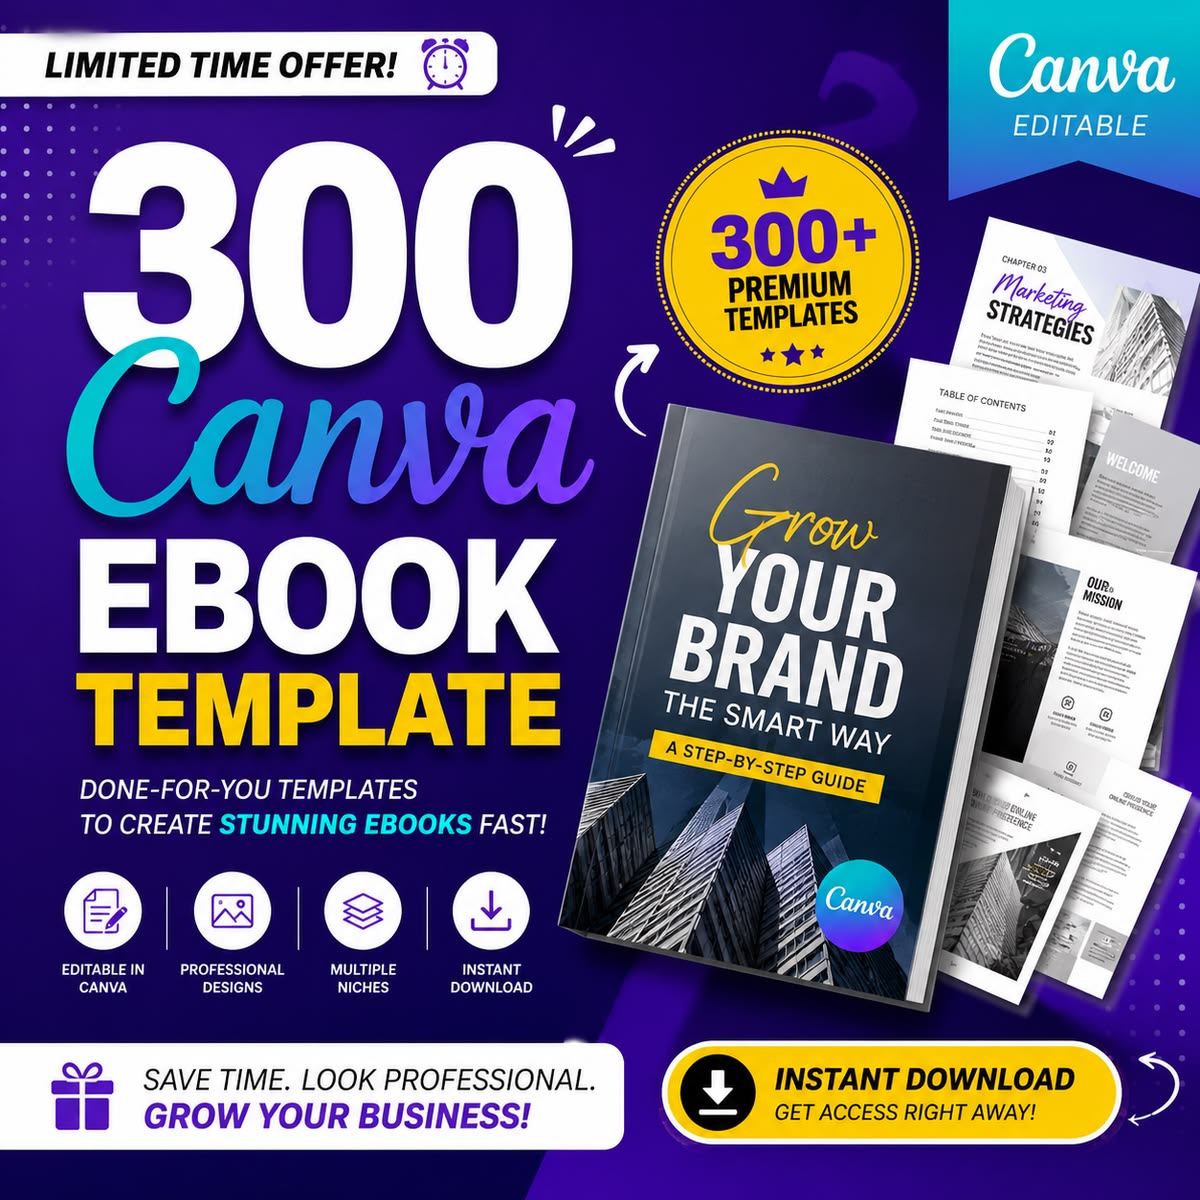 LIMITED TIME OFFER!
Canva
EDITABLE
300
Canva
EBOOK
TEMPLATE
DONE-FOR-YOU TEMPLATES
TO CREATE STUNNING EBOOKS FAST!
EDITABLE IN
CANVA
PROFESSIONAL
DESIGNS
MULTIPLE
NICHES
INSTANT
DOWNLOAD
300+
PREMIUM
TEMPLATES
CHAPTER 03
Marketing
STRATEGIES
TABLE OF CONTENTS
WELCOME
OUR
MISSION
Grow
YOUR
BRAND
THE SMART WAY
A STEP-BY-STEP GUIDE
Canva
SAVE TIME. LOOK PROFESSIONAL.
GROW YOUR BUSINESS!
INSTANT DOWNLOAD
GET ACCESS RIGHT AWAY!